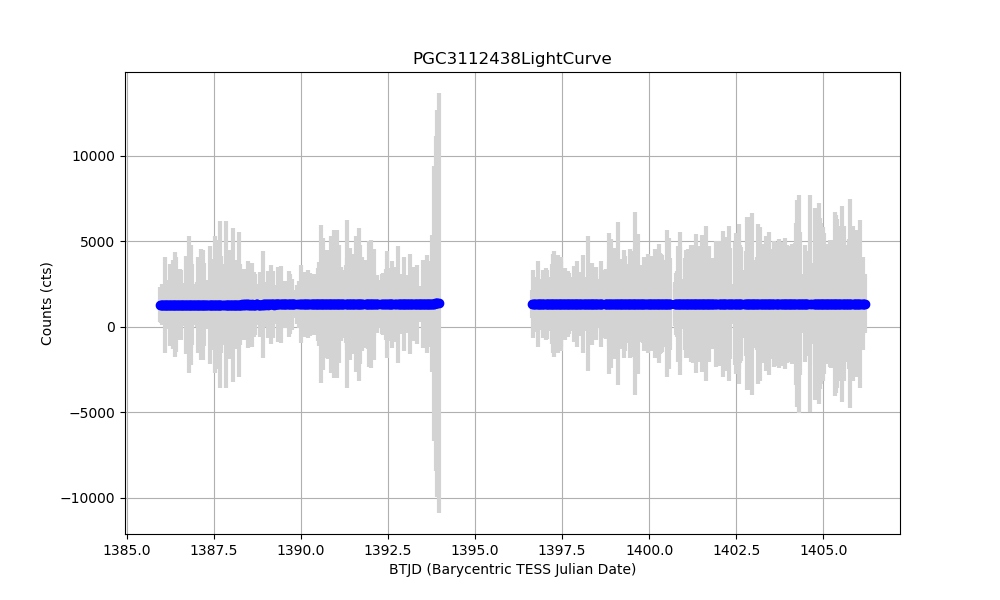 PGC3112438LightCurve
Counts (cts)
10000
5000
0
−5000
−10000
1385.0 1387.5 1390.0 1392.5 1395.0 1397.5 1400.0 1402.5 1405.0
BTJD (Barycentric TESS Julian Date)